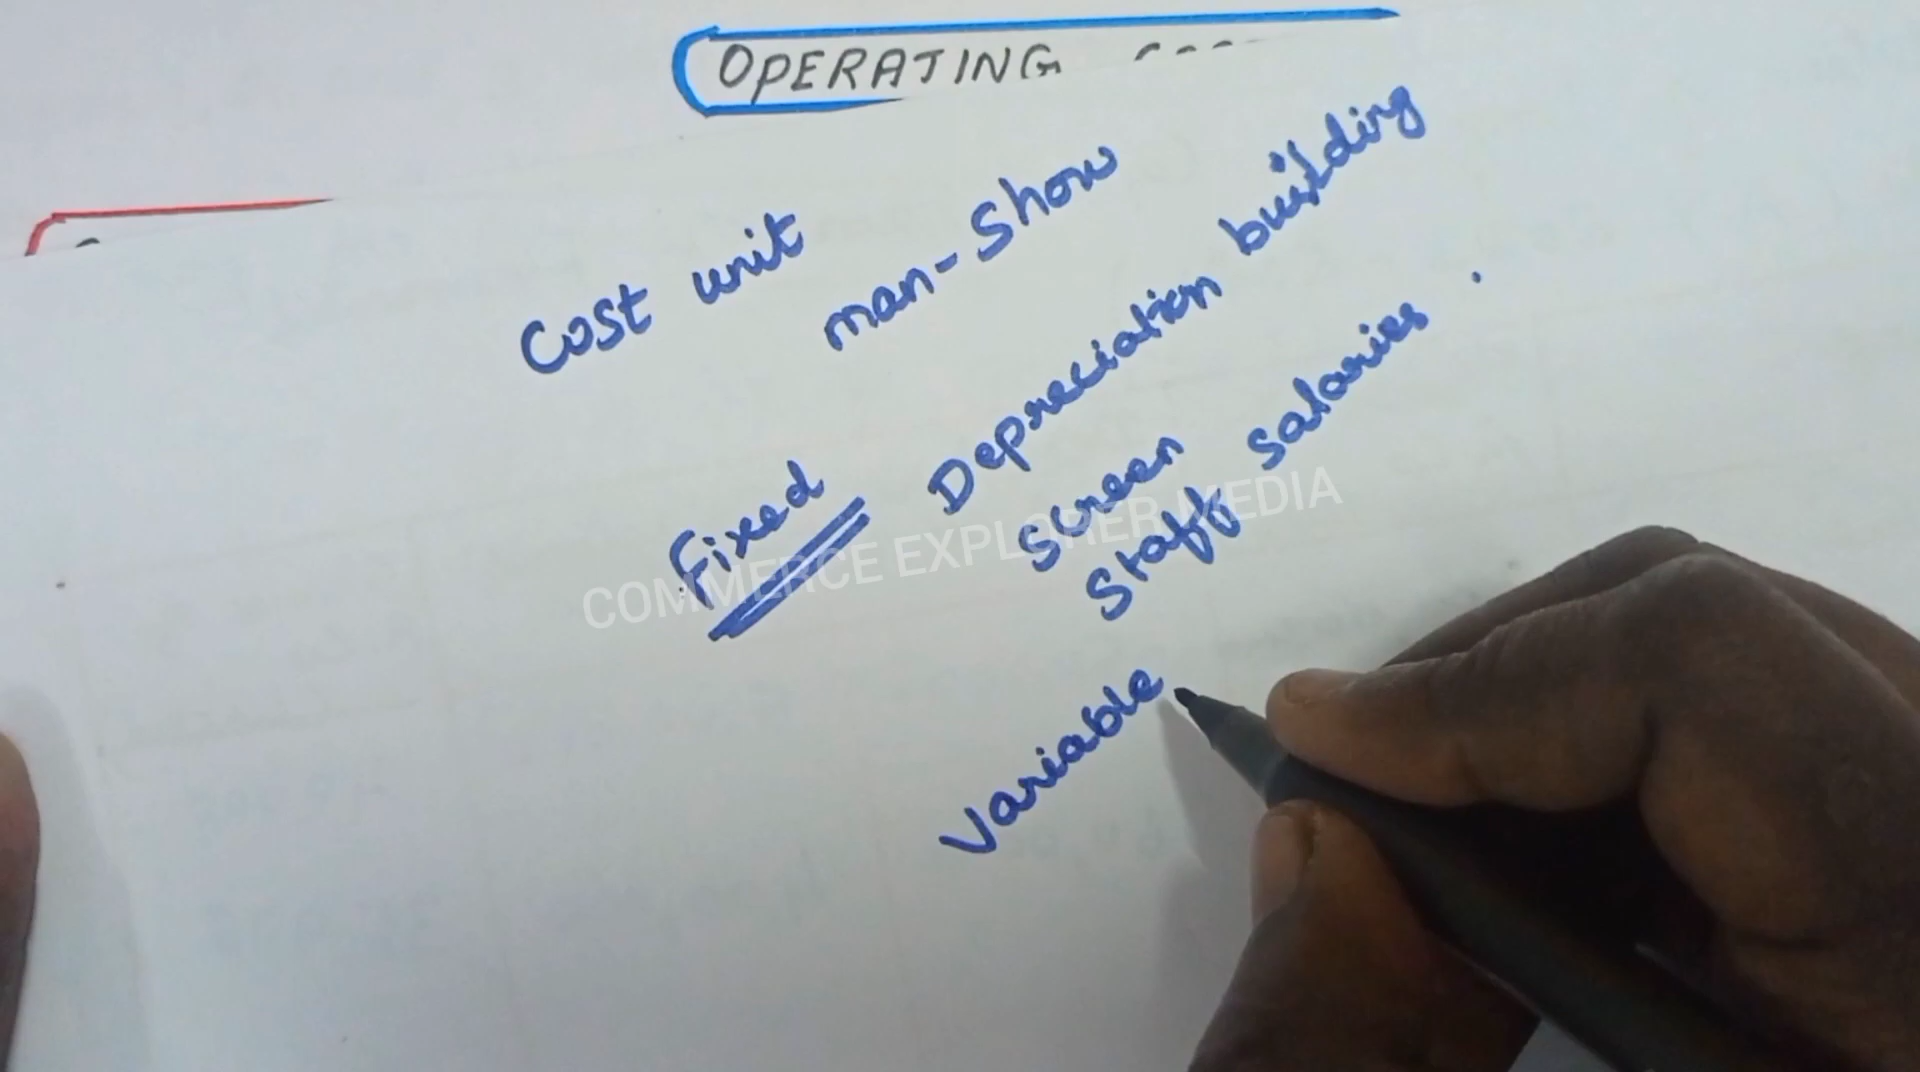 OPERATING
Cost unit
man-Show
Fixed Depreciation building
Screen
Staff salaries.
Variable
COMMERCE EXPLORER MEDIA